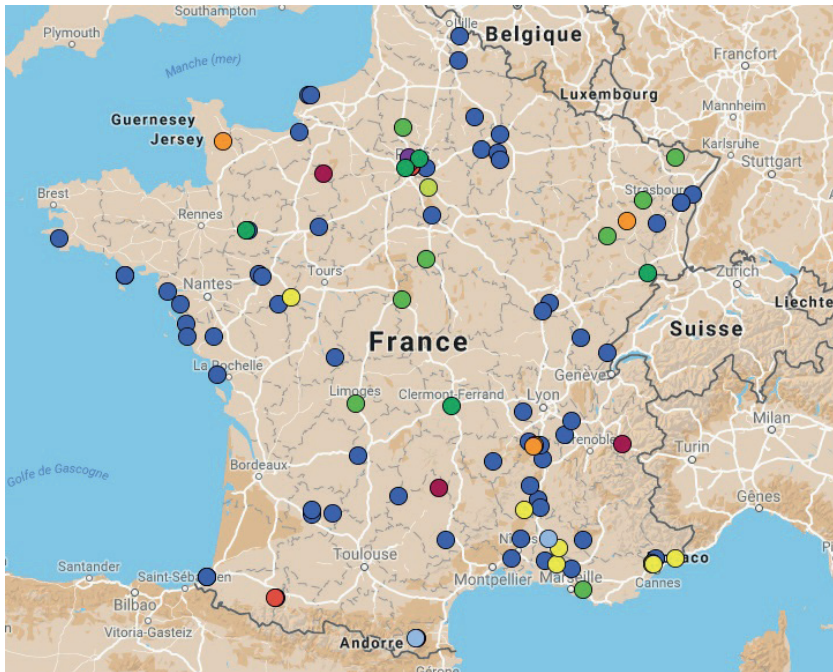 Southampton
Plymouth
Lille
Belgique
Manche (mer)
Francfort
Luxembourg
Mannheim
Guernesey
Jersey
Karlsruhe
Stuttgart
Brest
Strasbourg
Rennes
Nantes
Tours
Zurich
Liechte
France
Suisse
La Rochelle
Genève
Limoges
Clermont-Ferrand
Lyon
Milan
Grenoble
Turin
Golfe de Gascogne
Bordeaux
Gênes
Toulouse
Montpellier
Marseille
Cannes
Santander
Saint-Sébastien
Bilbao
Vitoria-Gasteiz
Andorre
Gérone